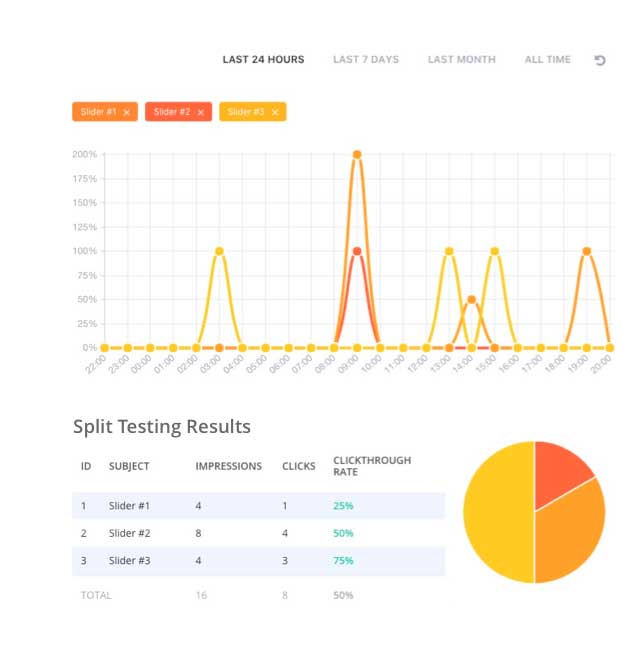 LAST 24 HOURS LAST 7 DAYS LAST MONTH ALL TIME
Slider #1 × Slider #2 × Slider #3 ×
200%
175%
150%
125%
100%
75%
50%
25%
0%
22:00 23:00 00:00 01:00 02:00 03:00 04:00 05:00 06:00 07:00 08:00 09:00 10:00 11:00 12:00 13:00 14:00 15:00 16:00 17:00 18:00 19:00 20:00
Split Testing Results
ID SUBJECT IMPRESSIONS CLICKS CLICKTHROUGH
RATE
1 Slider #1 4 1 25%
2 Slider #2 8 4 50%
3 Slider #3 4 3 75%
TOTAL 16 8 50%